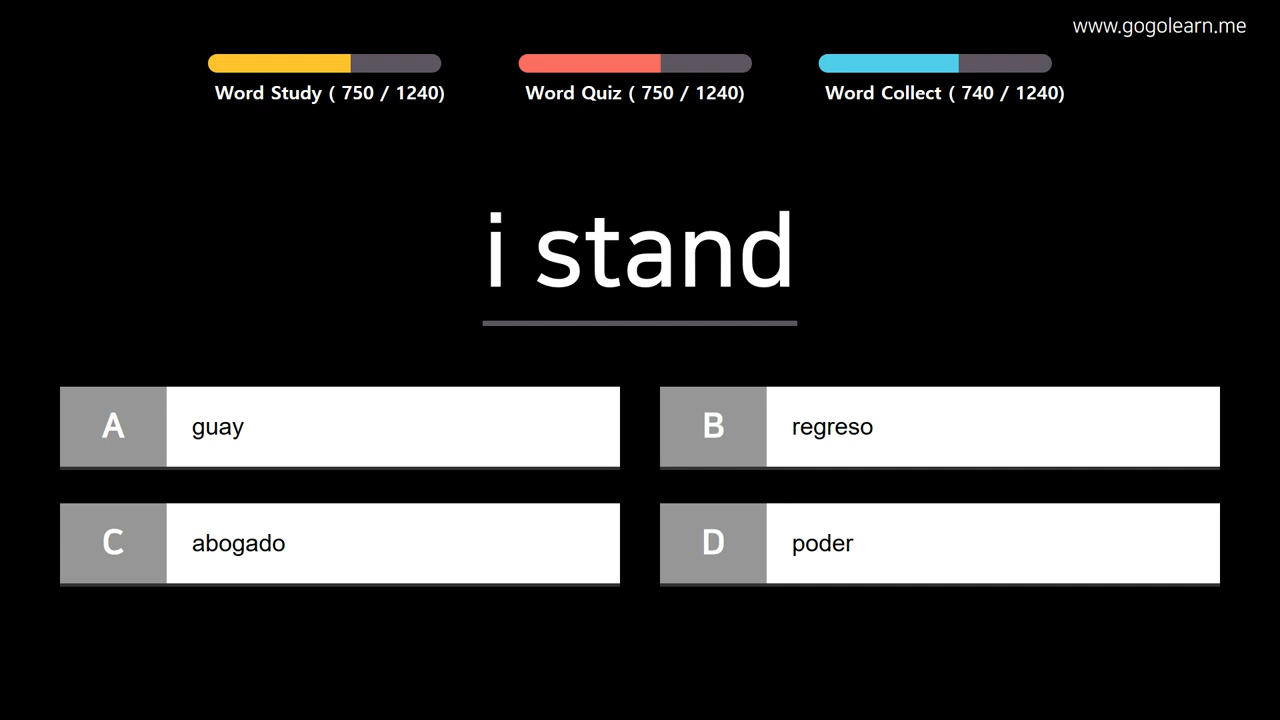 www.gogolearn.me
Word Study ( 750 / 1240)
Word Quiz ( 750 / 1240)
Word Collect ( 740 / 1240)
i stand
A guay
B regreso
C abogado
D poder